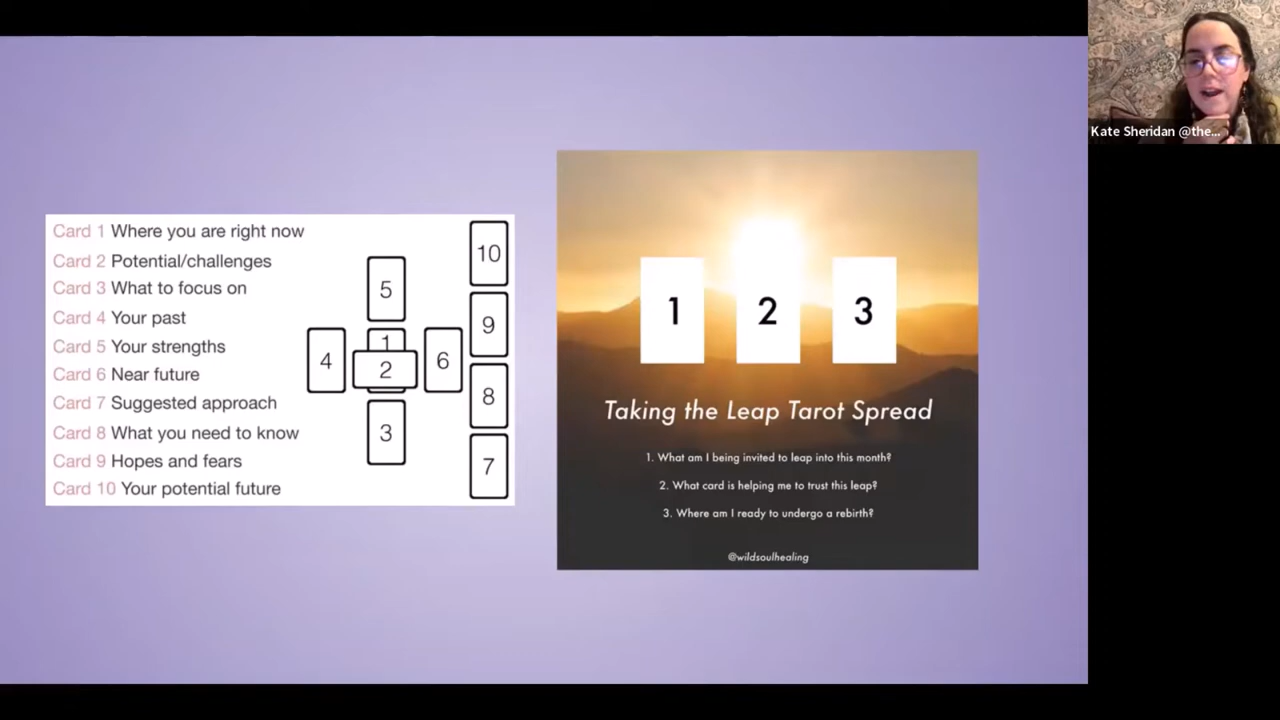 Card 1 Where you are right now
Card 2 Potential/challenges
Card 3 What to focus on
Card 4 Your past
Card 5 Your strengths
Card 6 Near future
Card 7 Suggested approach
Card 8 What you need to know
Card 9 Hopes and fears
Card 10 Your potential future
5
1
2
4
6
3
10
9
8
7
1 2 3
Taking the Leap Tarot Spread
1. What am I being invited to leap into this month?
2. What card is helping me to trust this leap?
3. Where am I ready to undergo a rebirth?
@wildsoulhealing
Kate Sheridan @the...